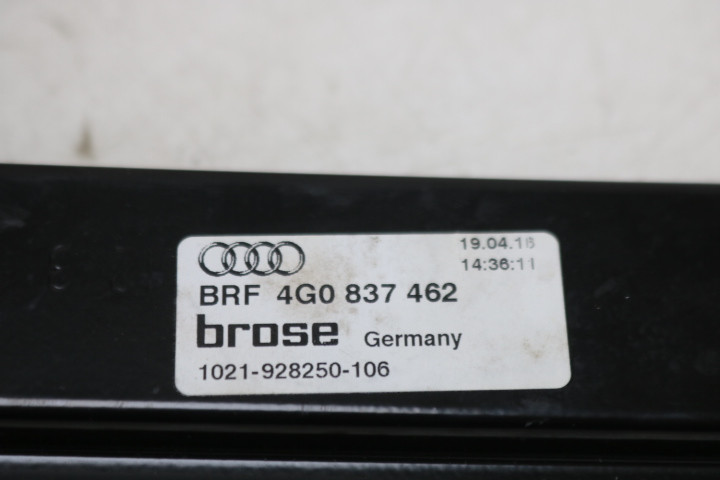 19.04.16
14:36:11
BRF 4G0 837 462
brose Germany
1021-928250-106